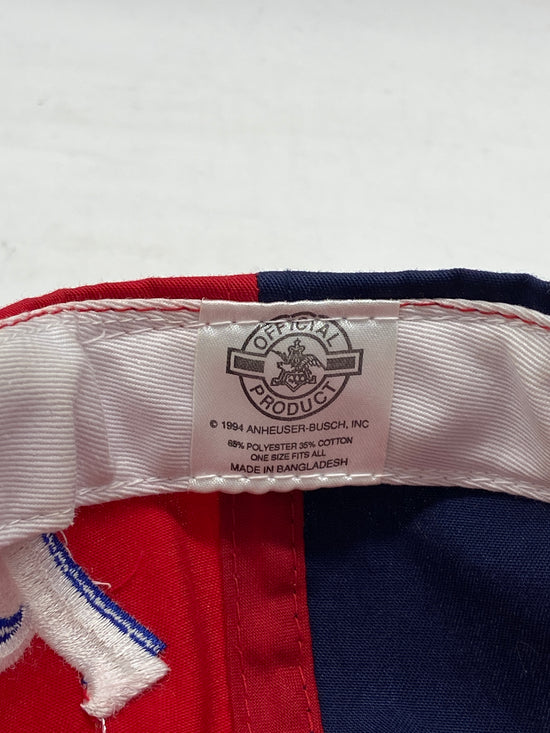 OFFICIAL
PRODUCT
© 1994 ANHEUSER-BUSCH, INC
65% POLYESTER 35% COTTON
ONE SIZE FITS ALL
MADE IN BANGLADESH